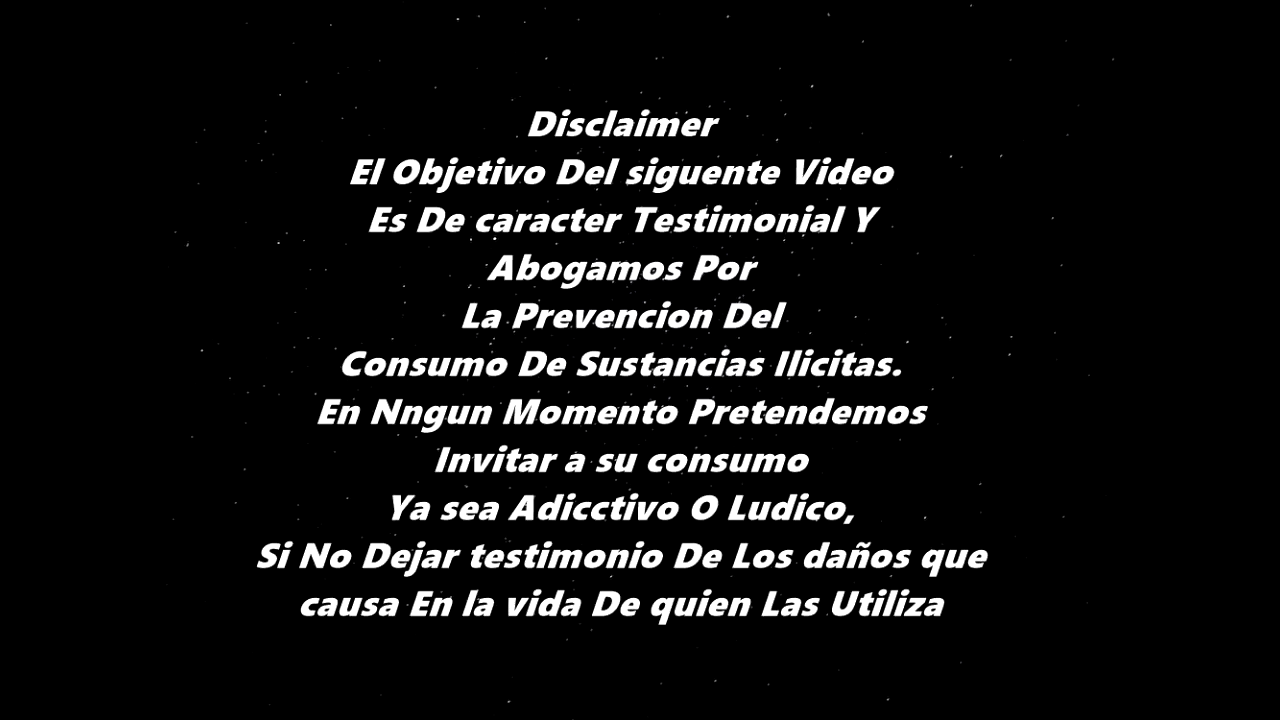 Disclaimer
El Objetivo Del siguente Video
Es De caracter Testimonial Y
Abogamos Por
La Prevencion Del
Consumo De Sustancias Ilicitas.
En Nngun Momento Pretendemos
Invitar a su consumo
Ya sea Adicctivo O Ludico,
Si No Dejar testimonio De Los daños que
causa En la vida De quien Las Utiliza